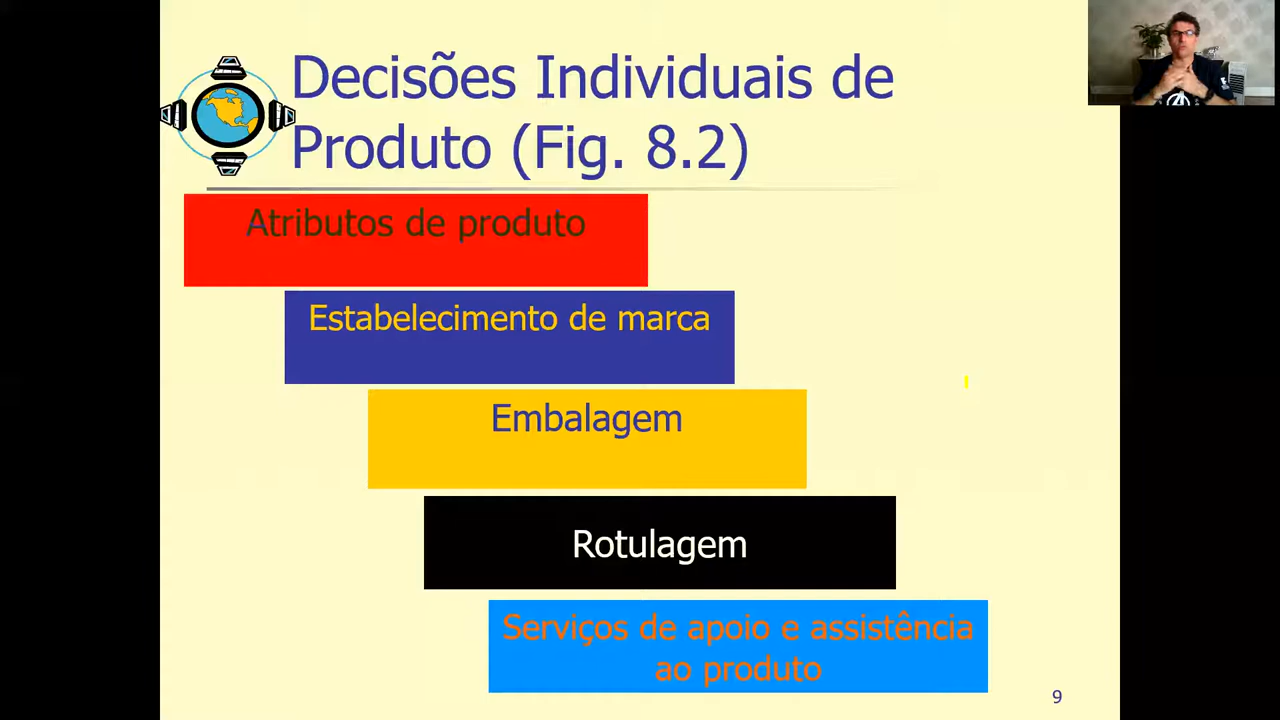 Decisões Individuais de
Produto (Fig. 8.2)
Atributos de produto
Estabelecimento de marca
Embalagem
Rotulagem
Serviços de apoio e assistência
ao produto
9